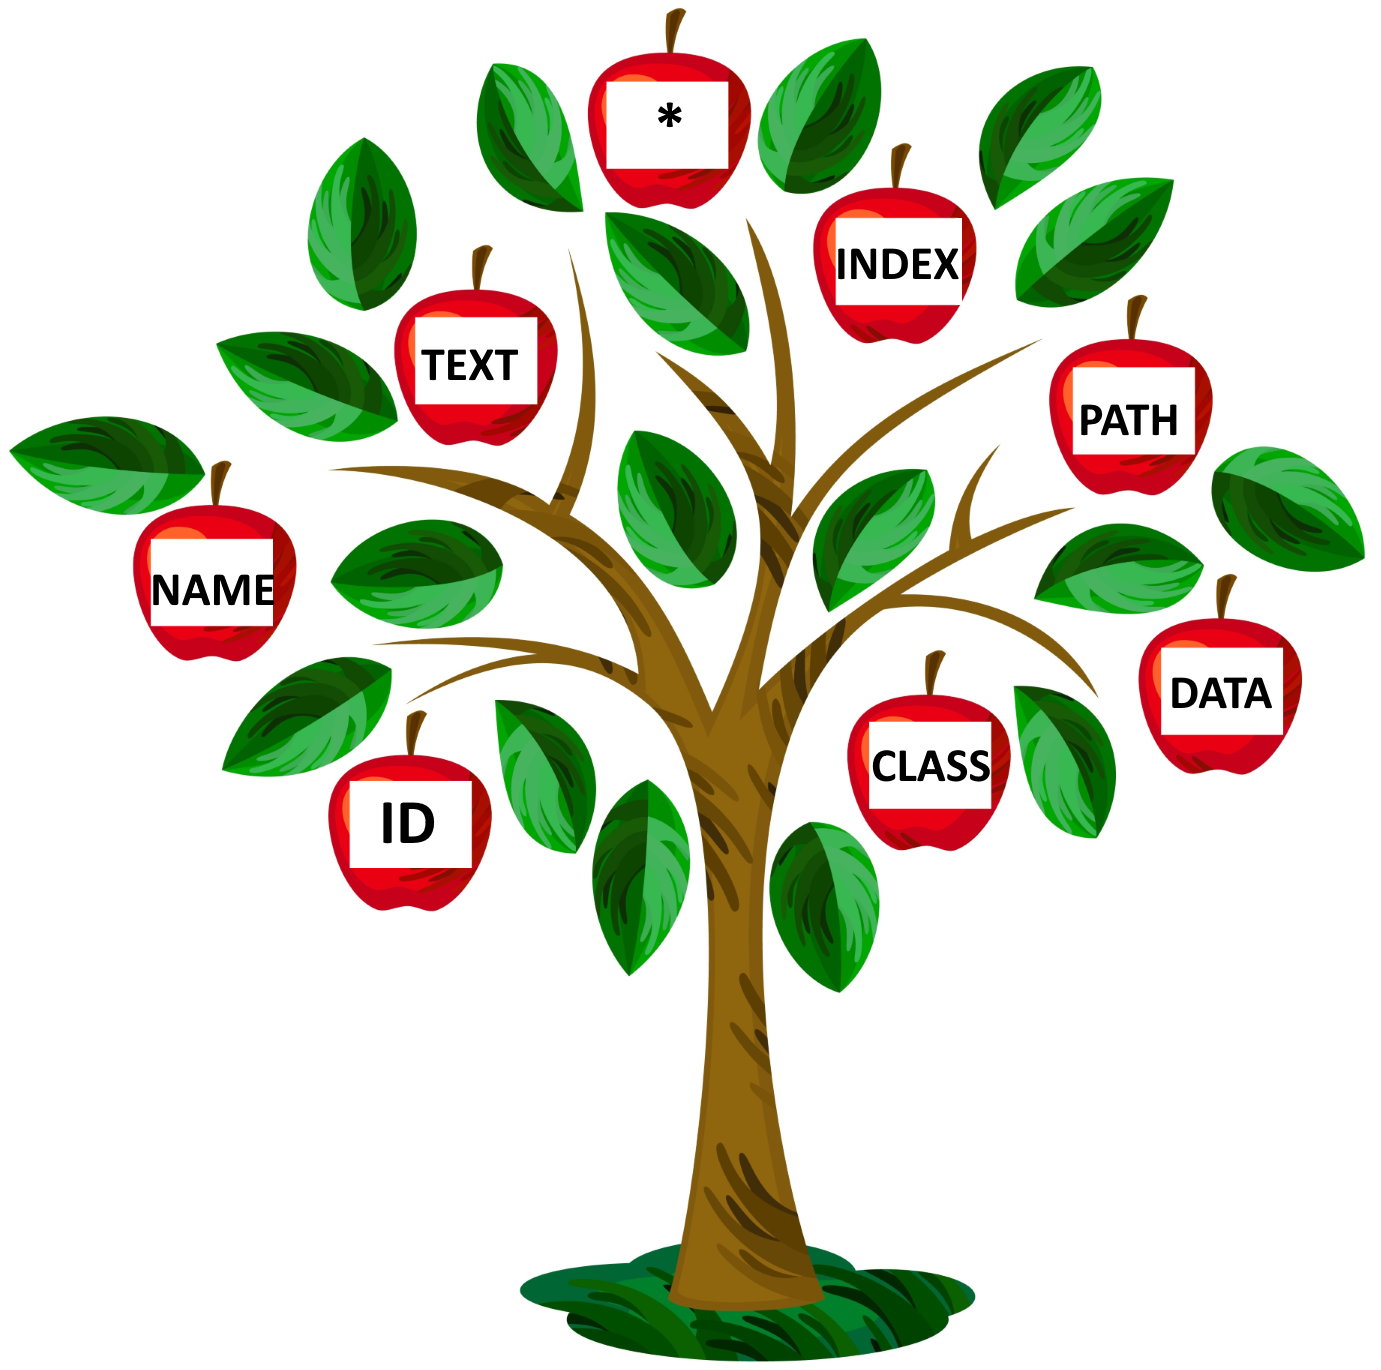 *
INDEX
TEXT
PATH
NAME
DATA
CLASS
ID